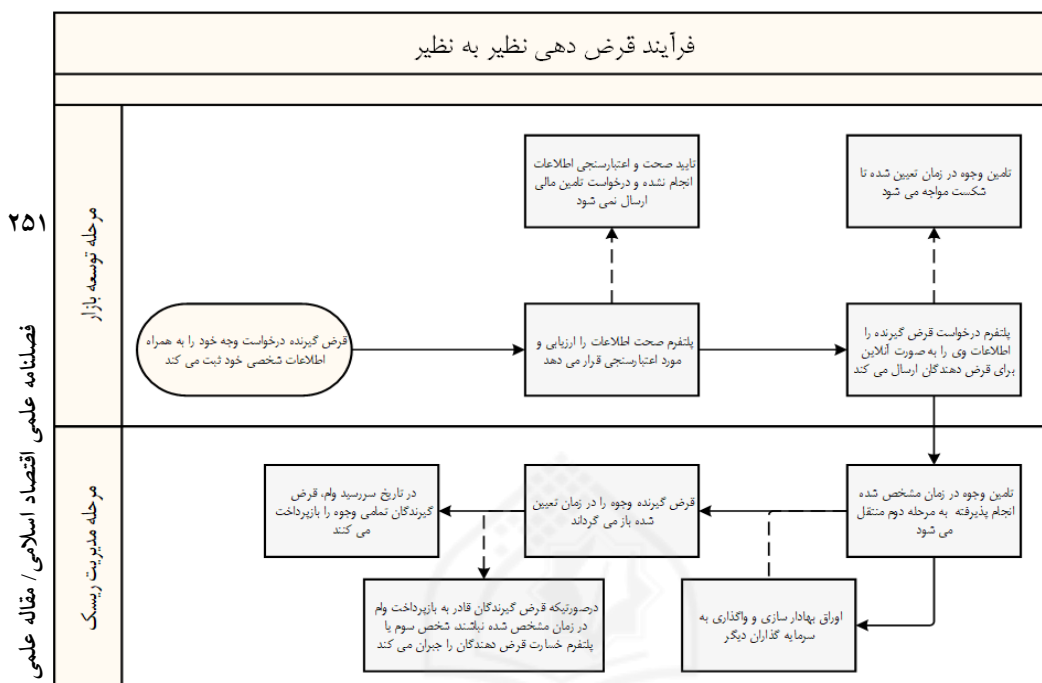 فرآیند قرض دهی نظیر به نظیر
مرحله توسعه بازار
تایید صحت و اعتبارسنجی اطلاعات
انجام نشده و درخواست تامین مالی
ارسال نمی شود
تامین وجوه در زمان تعیین شده تا
شکست مواجه می شود
قرض گیرنده درخواست وجه خود را به همراه
اطلاعات شخصی خود ثبت می کند
پلتفرم صحت اطلاعات را ارزیابی و
مورد اعتبارسنجی قرار می دهد
پلتفرم درخواست قرض گیرنده را
اطلاعات وی را به صورت آنلاین
برای قرض دهندگان ارسال می کند
مرحله مدیریت ریسک
تامین وجوه در زمان مشخص شده
انجام پذیرفته به مرحله دوم منتقل
می شود
قرض گیرنده وجوه را در زمان تعیین
شده باز می گرداند
در تاریخ سررسید وام، قرض
گیرندگان تمامی وجوه را بازپرداخت
می کنند
اوراق بهادار سازی و واگذاری به
سرمایه گذاران دیگر
درصورتیکه قرض گیرندگان قادر به بازپرداخت وام
در زمان مشخص شده نباشند، شخص سوم یا
پلتفرم خسارت قرض دهندگان را جبران می کند
۲۵۱
فصلنامه علمی اقتصاد اسلامی/ مقاله علمی